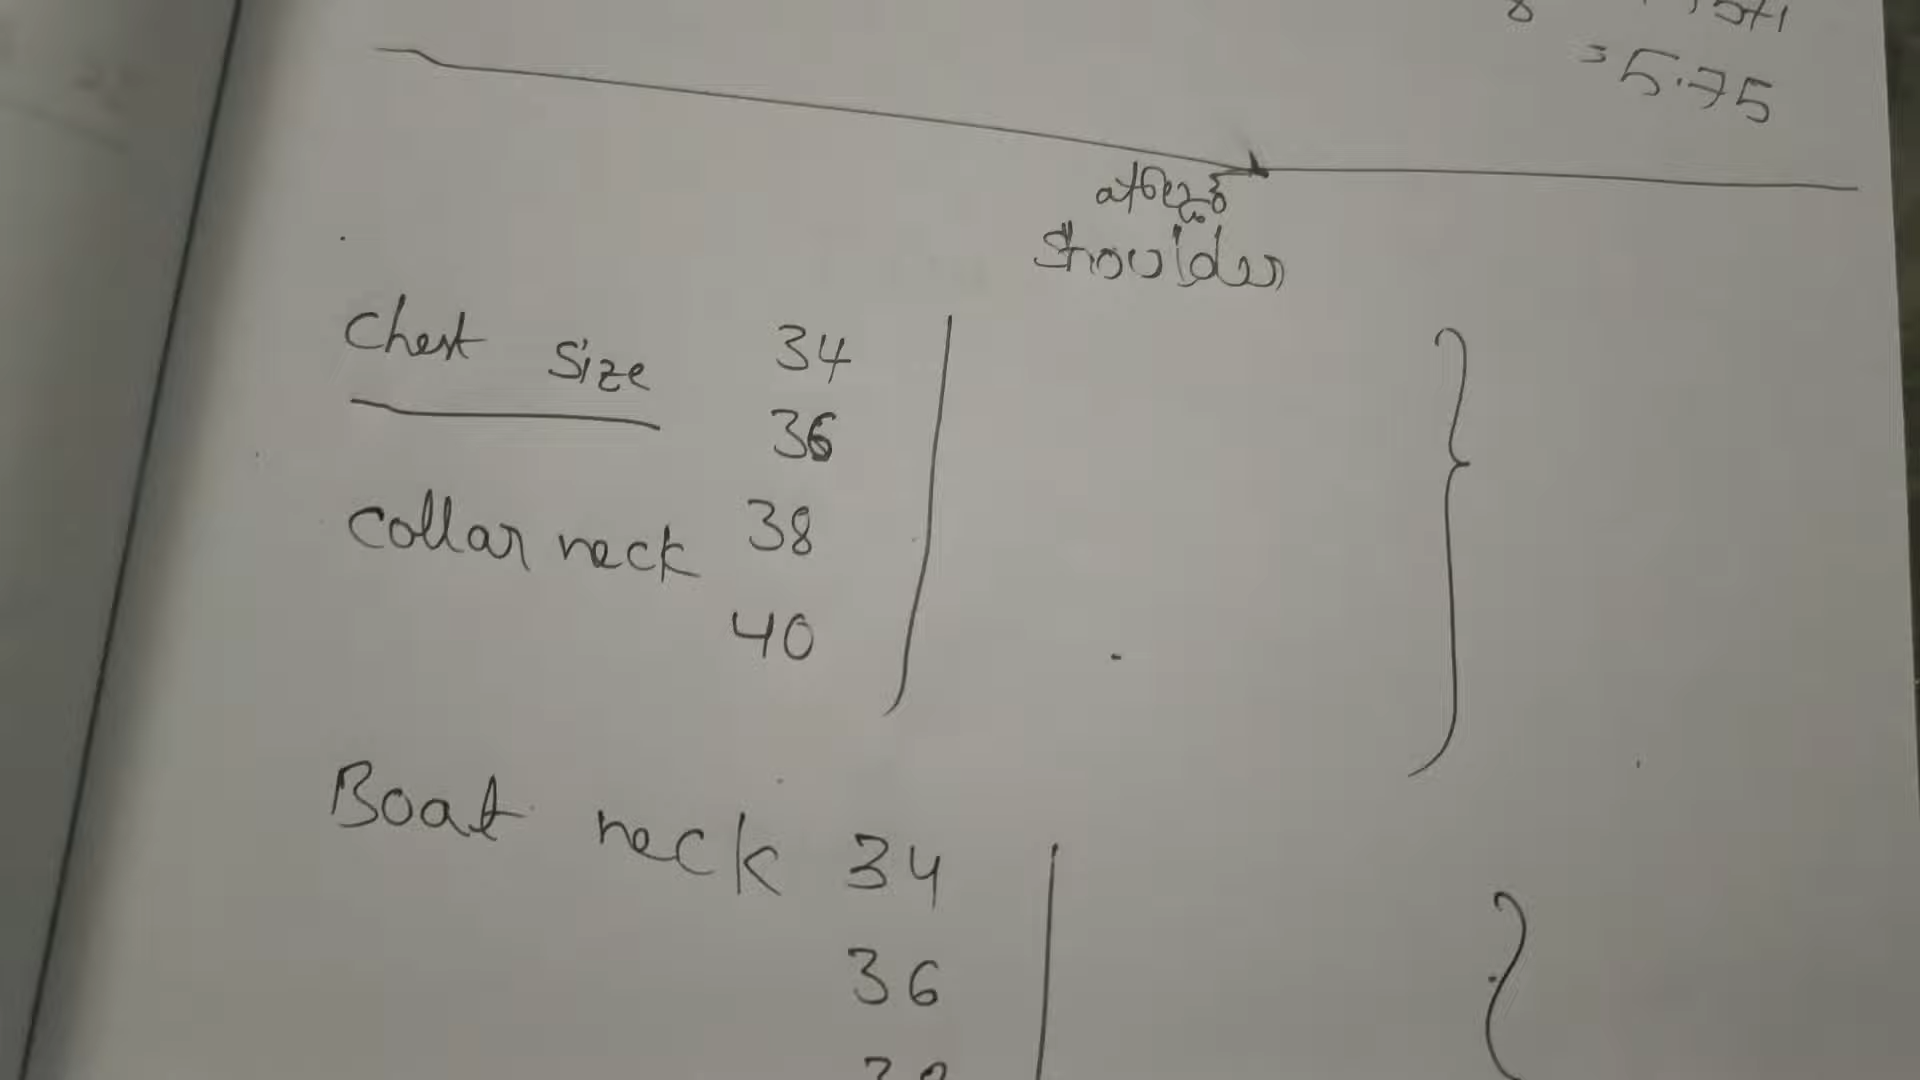 = 5.75
Shoulder
Chest Size 34
36
Collar neck 38
40
Boat neck 34
36